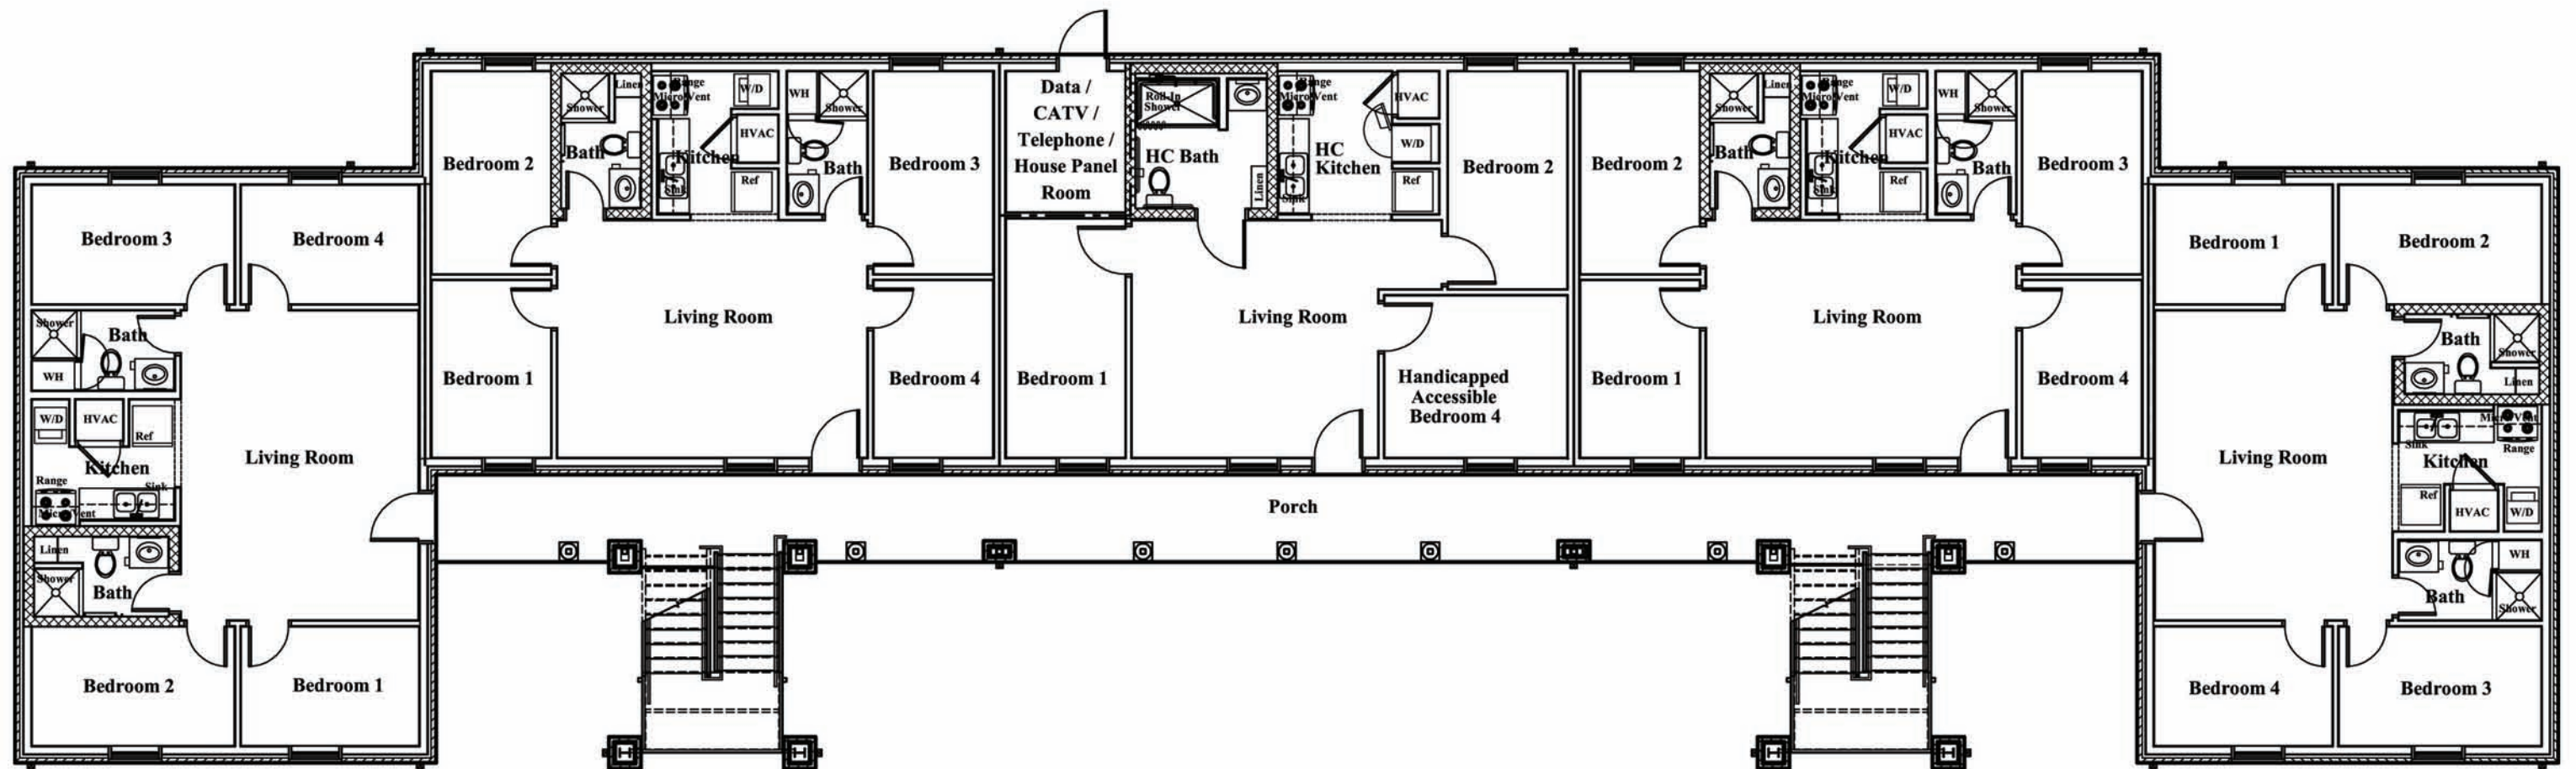 Bedroom 3
Bedroom 4
Shower
Bath
WH
W/D
HVAC
Ref
Kitchen
Range
Sink
Micro Vent
Linen
Shower
Bath
Bedroom 2
Bedroom 1
Living Room
Bedroom 2
Shower
Linen
Bath
Range
Micro Vent
W/D
HVAC
Kitchen
Sink
Ref
WH
Shower
Bath
Bedroom 3
Living Room
Bedroom 1
Bedroom 4
Data /
CATV /
Telephone /
House Panel
Room
Roll-In
Shower
HC Bath
Linen
Range
Micro Vent
HVAC
HC
Kitchen
W/D
Ref
Sink
Bedroom 2
Living Room
Bedroom 1
Handicapped
Accessible
Bedroom 4
Bedroom 2
Shower
Linen
Bath
Range
Micro Vent
W/D
HVAC
Kitchen
Sink
Ref
WH
Shower
Bath
Bedroom 3
Living Room
Bedroom 1
Bedroom 4
Bedroom 1
Bedroom 2
Bath
Shower
Linen
Micro Vent
Sink
Range
Kitchen
Ref
HVAC
W/D
WH
Bath
Shower
Living Room
Bedroom 4
Bedroom 3
Porch